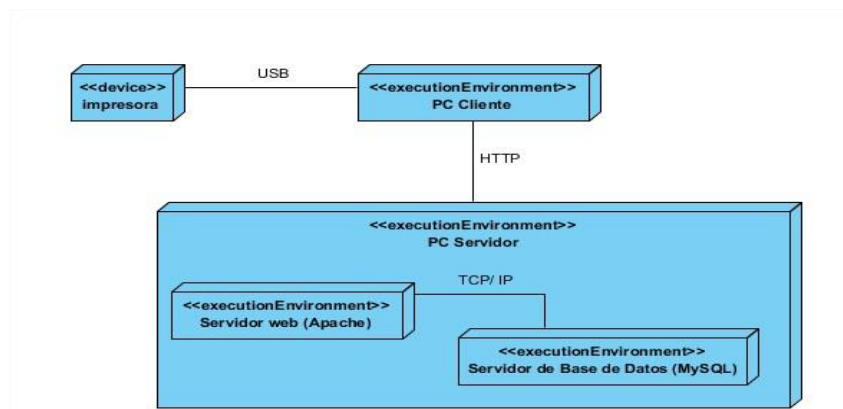 USB
<<device>>
impresora
<<executionEnvironment>>
PC Cliente
HTTP
<<executionEnvironment>>
PC Servidor
TCP/ IP
<<executionEnvironment>>
Servidor web (Apache)
<<executionEnvironment>>
Servidor de Base de Datos (MySQL)